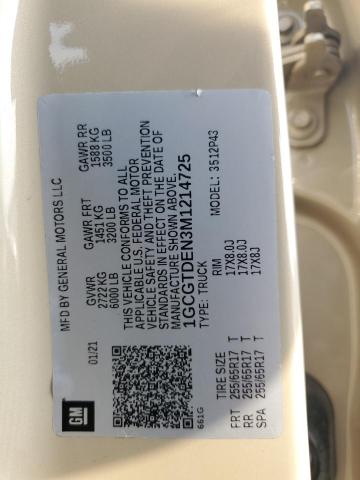 MFD BY GENERAL MOTORS LLC
01/21
GVWR GAWR FRT GAWR RR
2722 KG 1451 KG 1588 KG
6000 LB 3200 LB 3500 LB
THIS VEHICLE CONFORMS TO ALL
APPLICABLE U.S. FEDERAL MOTOR
VEHICLE SAFETY AND THEFT PREVENTION
STANDARDS IN EFFECT ON THE DATE OF
MANUFACTURE SHOWN ABOVE.
1GCGTDEN3M1214725
TYPE: TRUCK MODEL: 3512P43
GM
661G
TIRE SIZE RIM
FRT 255/65R17 T 17X8.0J
RR 255/65R17 T 17X8.0J
SPA 255/65R17 T 17X8J